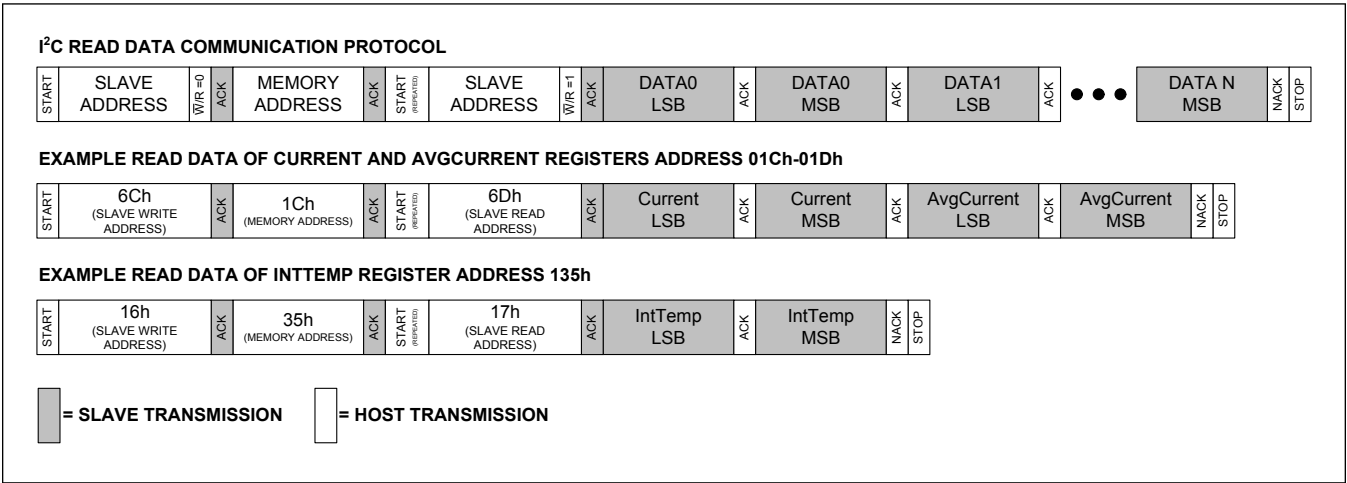 I²C READ DATA COMMUNICATION PROTOCOL
START SLAVE ADDRESS W̅/R =0 ACK MEMORY ADDRESS ACK START (REPEATED) SLAVE ADDRESS W̅/R =1 ACK DATA0 LSB ACK DATA0 MSB ACK DATA1 LSB ACK ●●● DATA N MSB NACK STOP
EXAMPLE READ DATA OF CURRENT AND AVGCURRENT REGISTERS ADDRESS 01Ch-01Dh
START 6Ch (SLAVE WRITE ADDRESS) ACK 1Ch (MEMORY ADDRESS) ACK START (REPEATED) 6Dh (SLAVE READ ADDRESS) ACK Current LSB ACK Current MSB ACK AvgCurrent LSB ACK AvgCurrent MSB NACK STOP
EXAMPLE READ DATA OF INTTEMP REGISTER ADDRESS 135h
START 16h (SLAVE WRITE ADDRESS) ACK 35h (MEMORY ADDRESS) ACK START (REPEATED) 17h (SLAVE READ ADDRESS) ACK IntTemp LSB ACK IntTemp MSB NACK STOP
= SLAVE TRANSMISSION = HOST TRANSMISSION